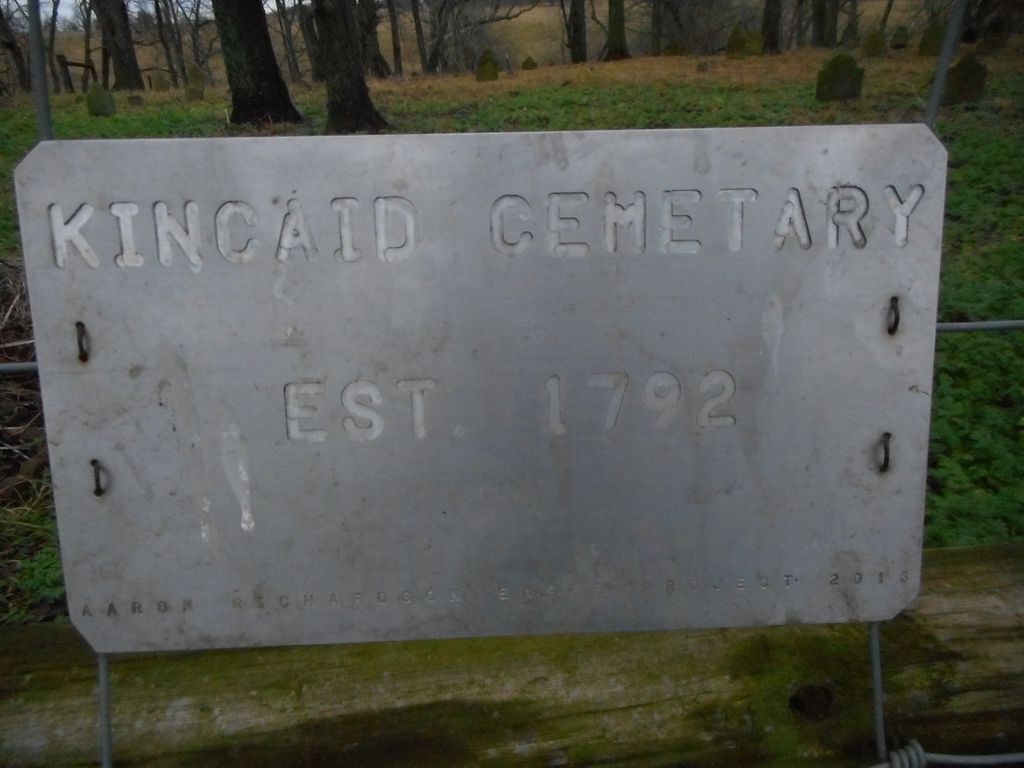 KINCAID CEMETARY
EST. 1792
AARON RICHARDSON EAGLE PROJECT 2013